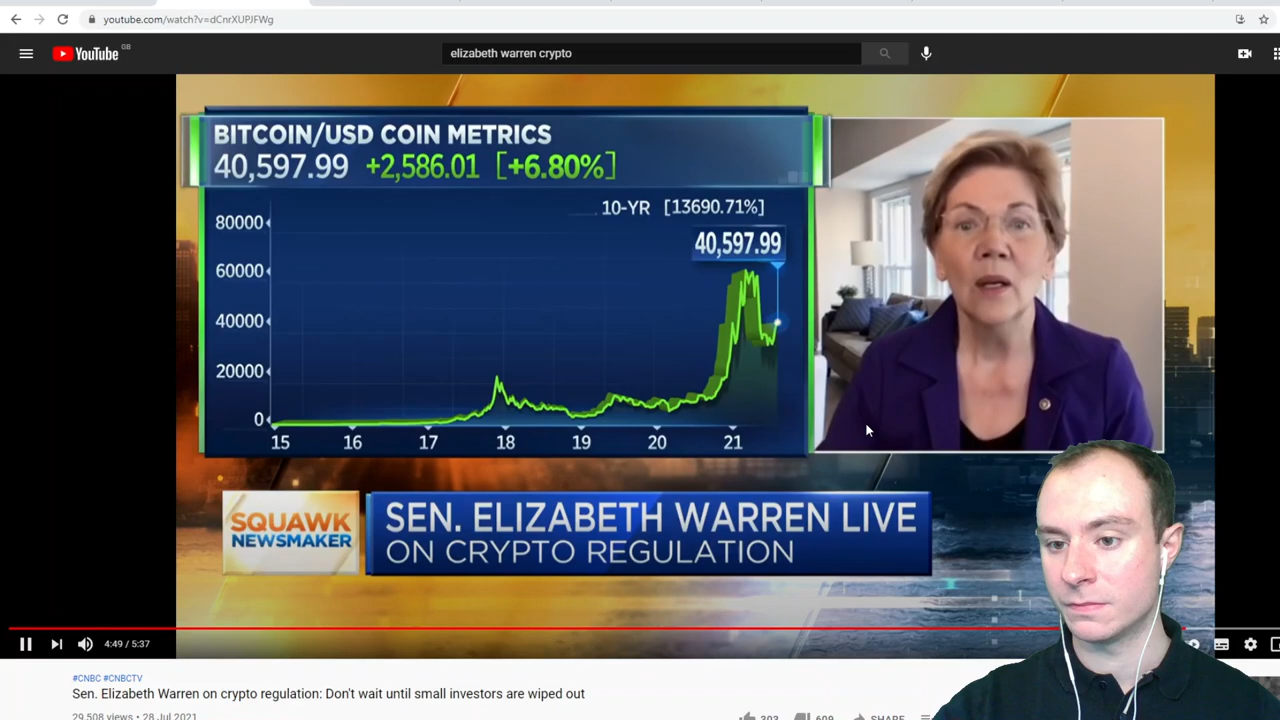 youtube.com/watch?v=dCnrXUPJFWg
YouTube GB
elizabeth warren crypto
BITCOIN/USD COIN METRICS
40,597.99 +2,586.01 [+6.80%]
10-YR [13690.71%]
40,597.99
80000
60000
40000
20000
0
15 16 17 18 19 20 21
SQUAWK
NEWSMAKER
SEN. ELIZABETH WARREN LIVE
ON CRYPTO REGULATION
4:49 / 5:37
#CNBC #CNBCTV
Sen. Elizabeth Warren on crypto regulation: Don't wait until small investors are wiped out
29,508 views • 28 Jul 2021
303 609 SHARE